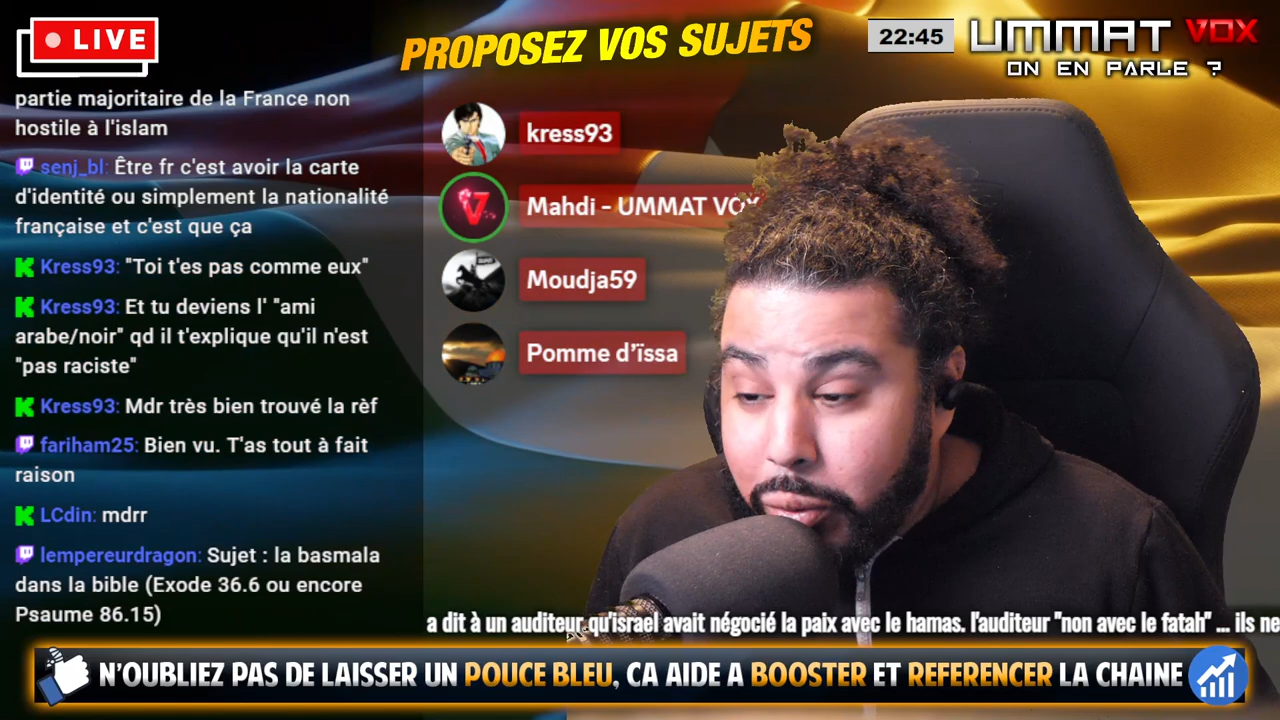 LIVE
PROPOSEZ VOS SUJETS
22:45
UMMAT VOX
ON EN PARLE ?
partie majoritaire de la France non
hostile à l'islam
senj_bl: Être fr c'est avoir la carte
d'identité ou simplement la nationalité
française et c'est que ça
Kress93: "Toi t'es pas comme eux"
Kress93: Et tu deviens l' "ami
arabe/noir" qd il t'explique qu'il n'est
"pas raciste"
Kress93: Mdr très bien trouvé la rèf
fariham25: Bien vu. T'as tout à fait
raison
LCdin: mdrr
lempereurdragon: Sujet : la basmala
dans la bible (Exode 36.6 ou encore
Psaume 86.15)
kress93
Mahdi - UMMAT VOX
Moudja59
Pomme d'ïssa
a dit à un auditeur qu'israel avait négocié la paix avec le hamas. l'auditeur "non avec le fatah" ... ils ne
N'OUBLIEZ PAS DE LAISSER UN POUCE BLEU, CA AIDE A BOOSTER ET REFERENCER LA CHAINE